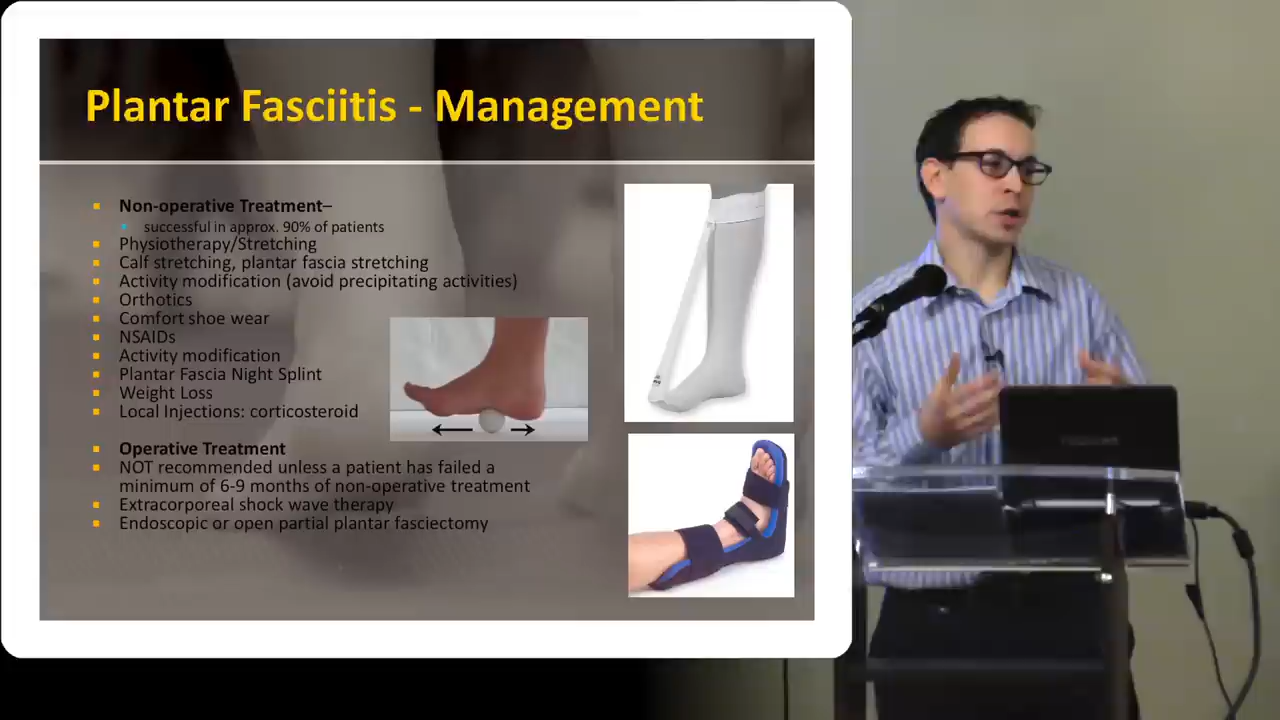 Plantar Fasciitis - Management
Non-operative Treatment–
successful in approx. 90% of patients
Physiotherapy/Stretching
Calf stretching, plantar fascia stretching
Activity modification (avoid precipitating activities)
Orthotics
Comfort shoe wear
NSAIDs
Activity modification
Plantar Fascia Night Splint
Weight Loss
Local Injections: corticosteroid
Operative Treatment
NOT recommended unless a patient has failed a
minimum of 6-9 months of non-operative treatment
Extracorporeal shock wave therapy
Endoscopic or open partial plantar fasciectomy